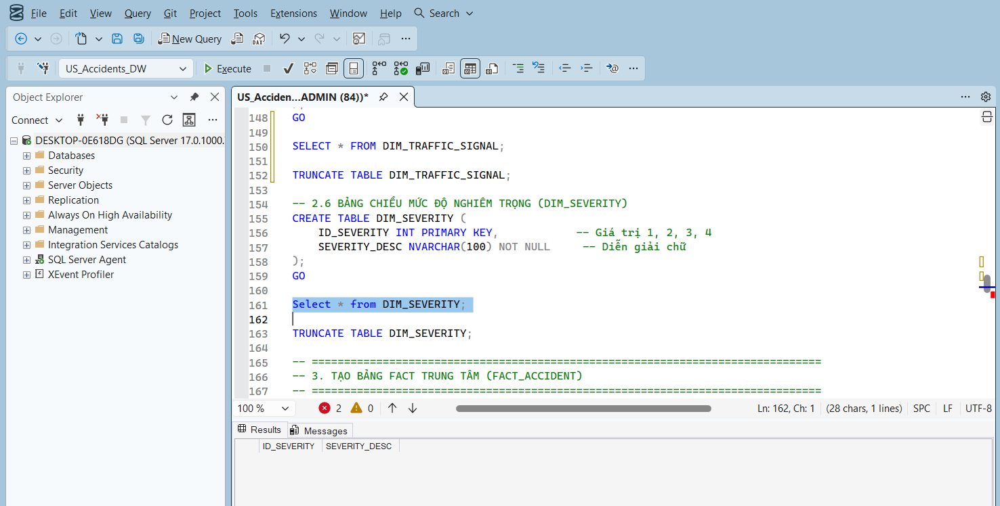 File Edit View Query Git Project Tools Extensions Window Help Search
New Query
US_Accidents_DW Execute
Object Explorer
Connect
DESKTOP-0E618DG (SQL Server 17.0.1000.
Databases
Security
Server Objects
Replication
Always On High Availability
Management
Integration Services Catalogs
SQL Server Agent
XEvent Profiler
US_Acciden...ADMIN (84))*
148 GO
149
150 SELECT * FROM DIM_TRAFFIC_SIGNAL;
151
152 TRUNCATE TABLE DIM_TRAFFIC_SIGNAL;
153
154 -- 2.6 BẢNG CHIỀU MỨC ĐỘ NGHIÊM TRỌNG (DIM_SEVERITY)
155 CREATE TABLE DIM_SEVERITY (
156 ID_SEVERITY INT PRIMARY KEY, -- Giá trị 1, 2, 3, 4
157 SEVERITY_DESC NVARCHAR(100) NOT NULL -- Diễn giải chữ
158 );
159 GO
160
161 Select * from DIM_SEVERITY;
162
163 TRUNCATE TABLE DIM_SEVERITY;
164
165 -- ===============================================================================
166 -- 3. TẠO BẢNG FACT TRUNG TÂM (FACT_ACCIDENT)
167 -- ===============================================================================
100 % 2 0 Ln: 162, Ch: 1 (28 chars, 1 lines) SPC LF UTF-8
Results Messages
ID_SEVERITY SEVERITY_DESC